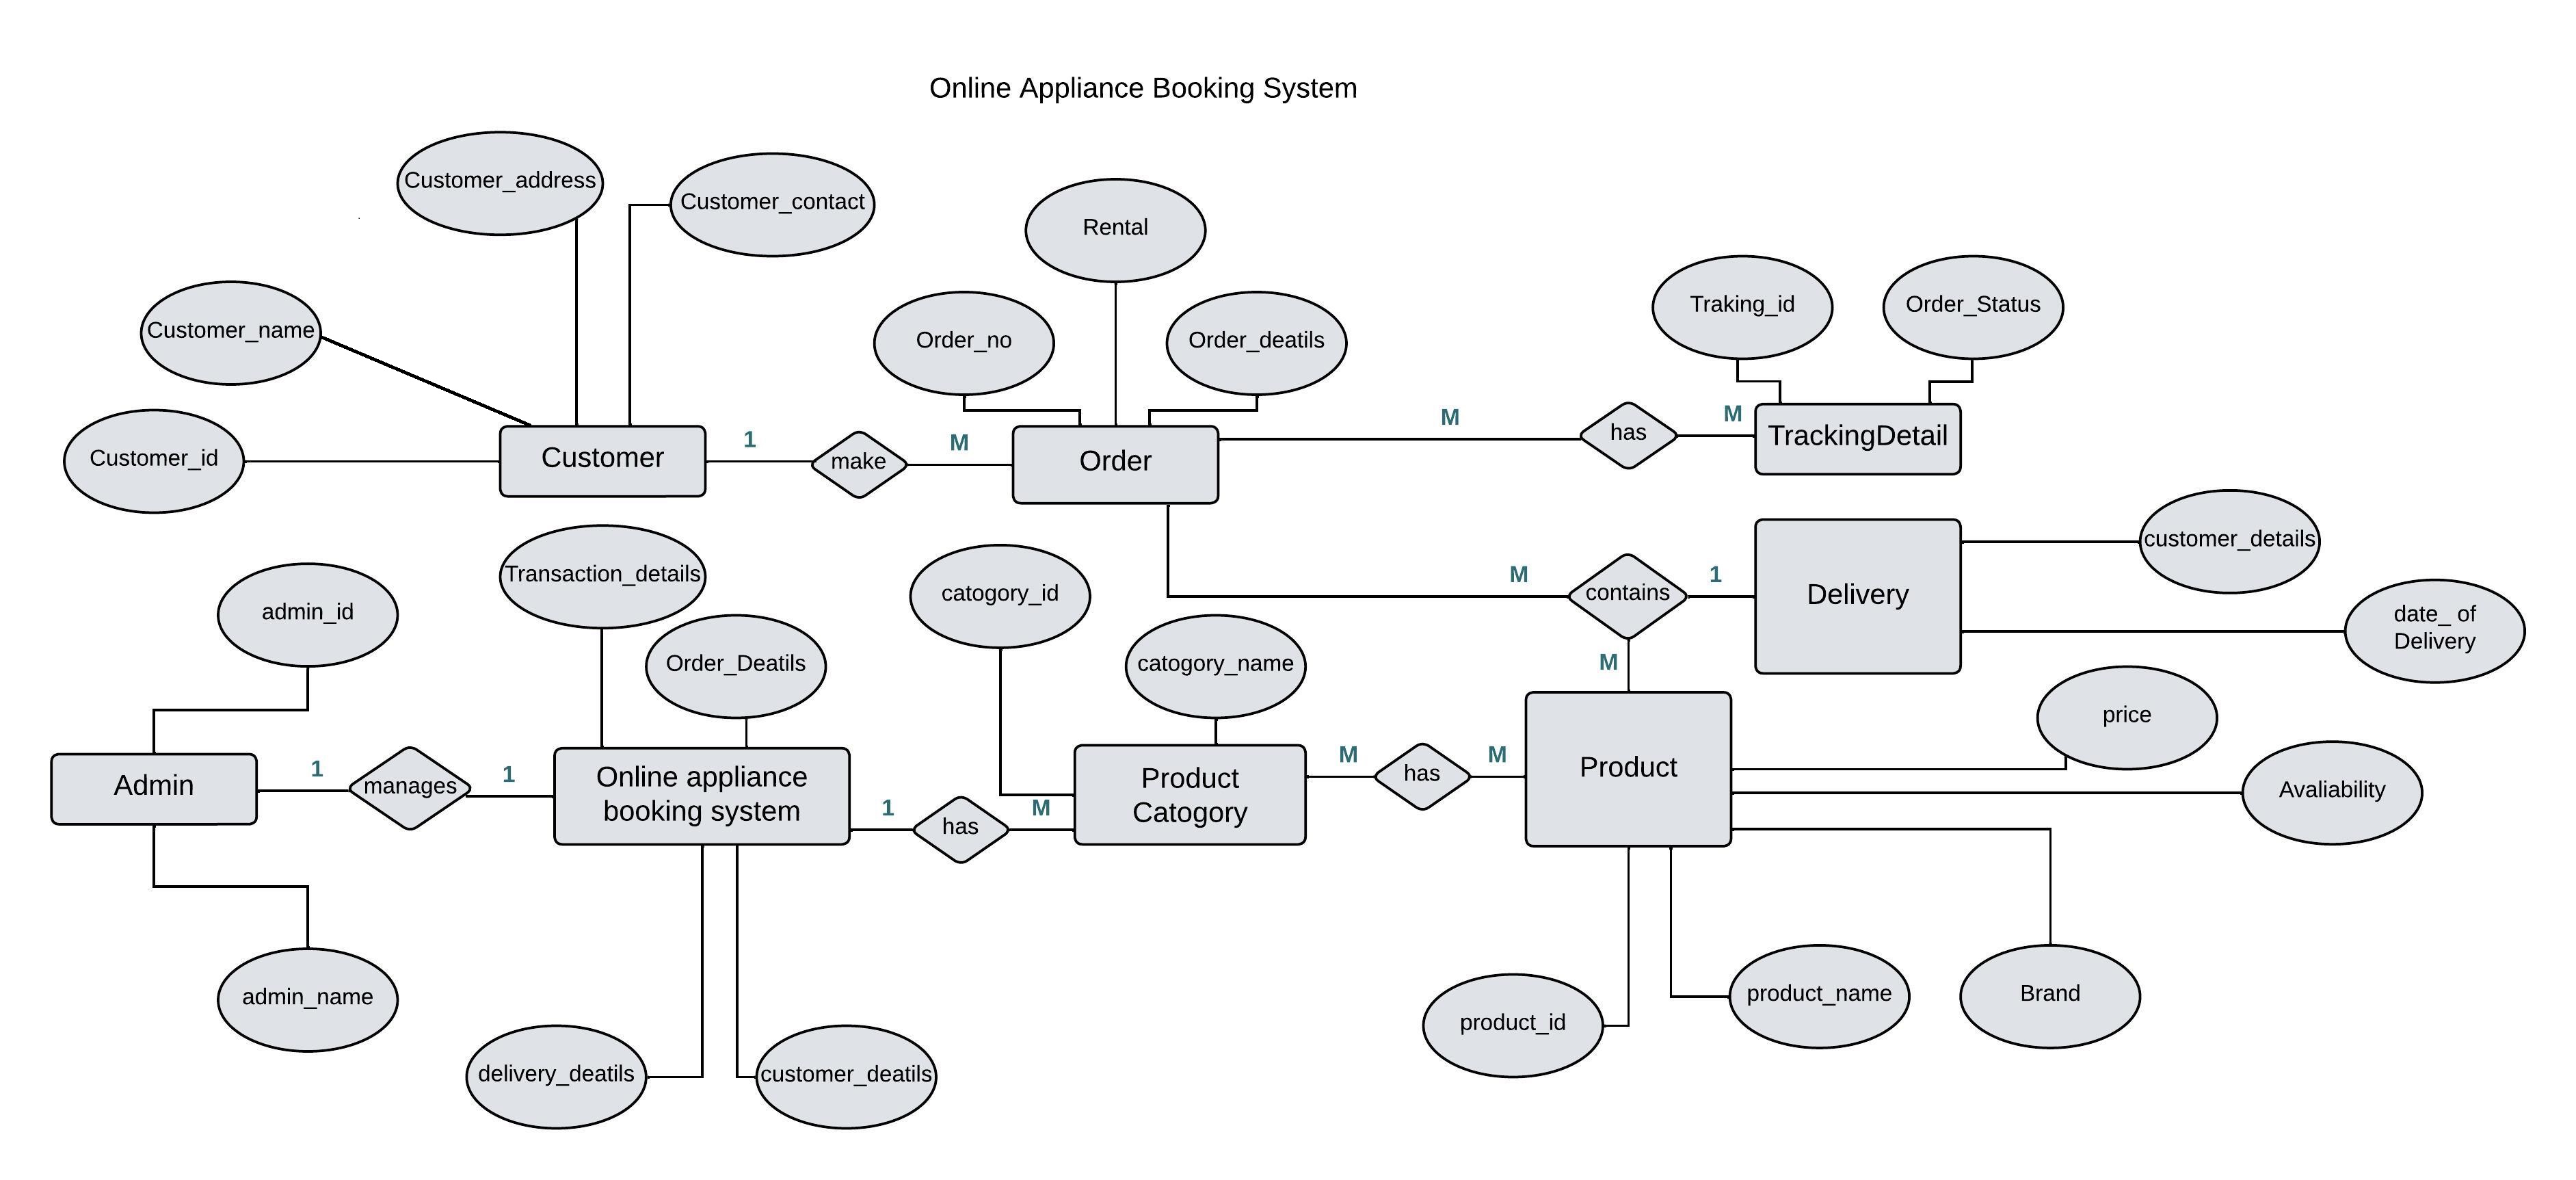 Online Appliance Booking System
Customer_address
Customer_contact
Rental
Customer_name
Order_no
Order_deatils
Traking_id
Order_Status
Customer_id
Customer
1
make
M
Order
M
has
M
TrackingDetail
Transaction_details
catogory_id
M
contains
1
Delivery
customer_details
date_ of
Delivery
admin_id
Order_Deatils
catogory_name
M
price
Admin
1
manages
1
Online appliance
booking system
1
has
M
Product
Catogory
M
has
M
Product
Avaliability
admin_name
delivery_deatils
customer_deatils
product_id
product_name
Brand